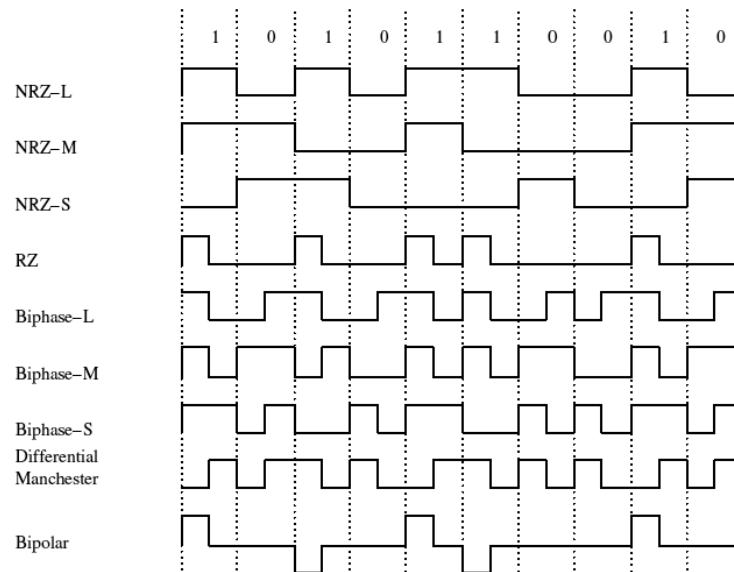 1 0 1 0 1 1 0 0 1 0
NRZ–L
NRZ–M
NRZ–S
RZ
Biphase–L
Biphase–M
Biphase–S
Differential
Manchester
Bipolar